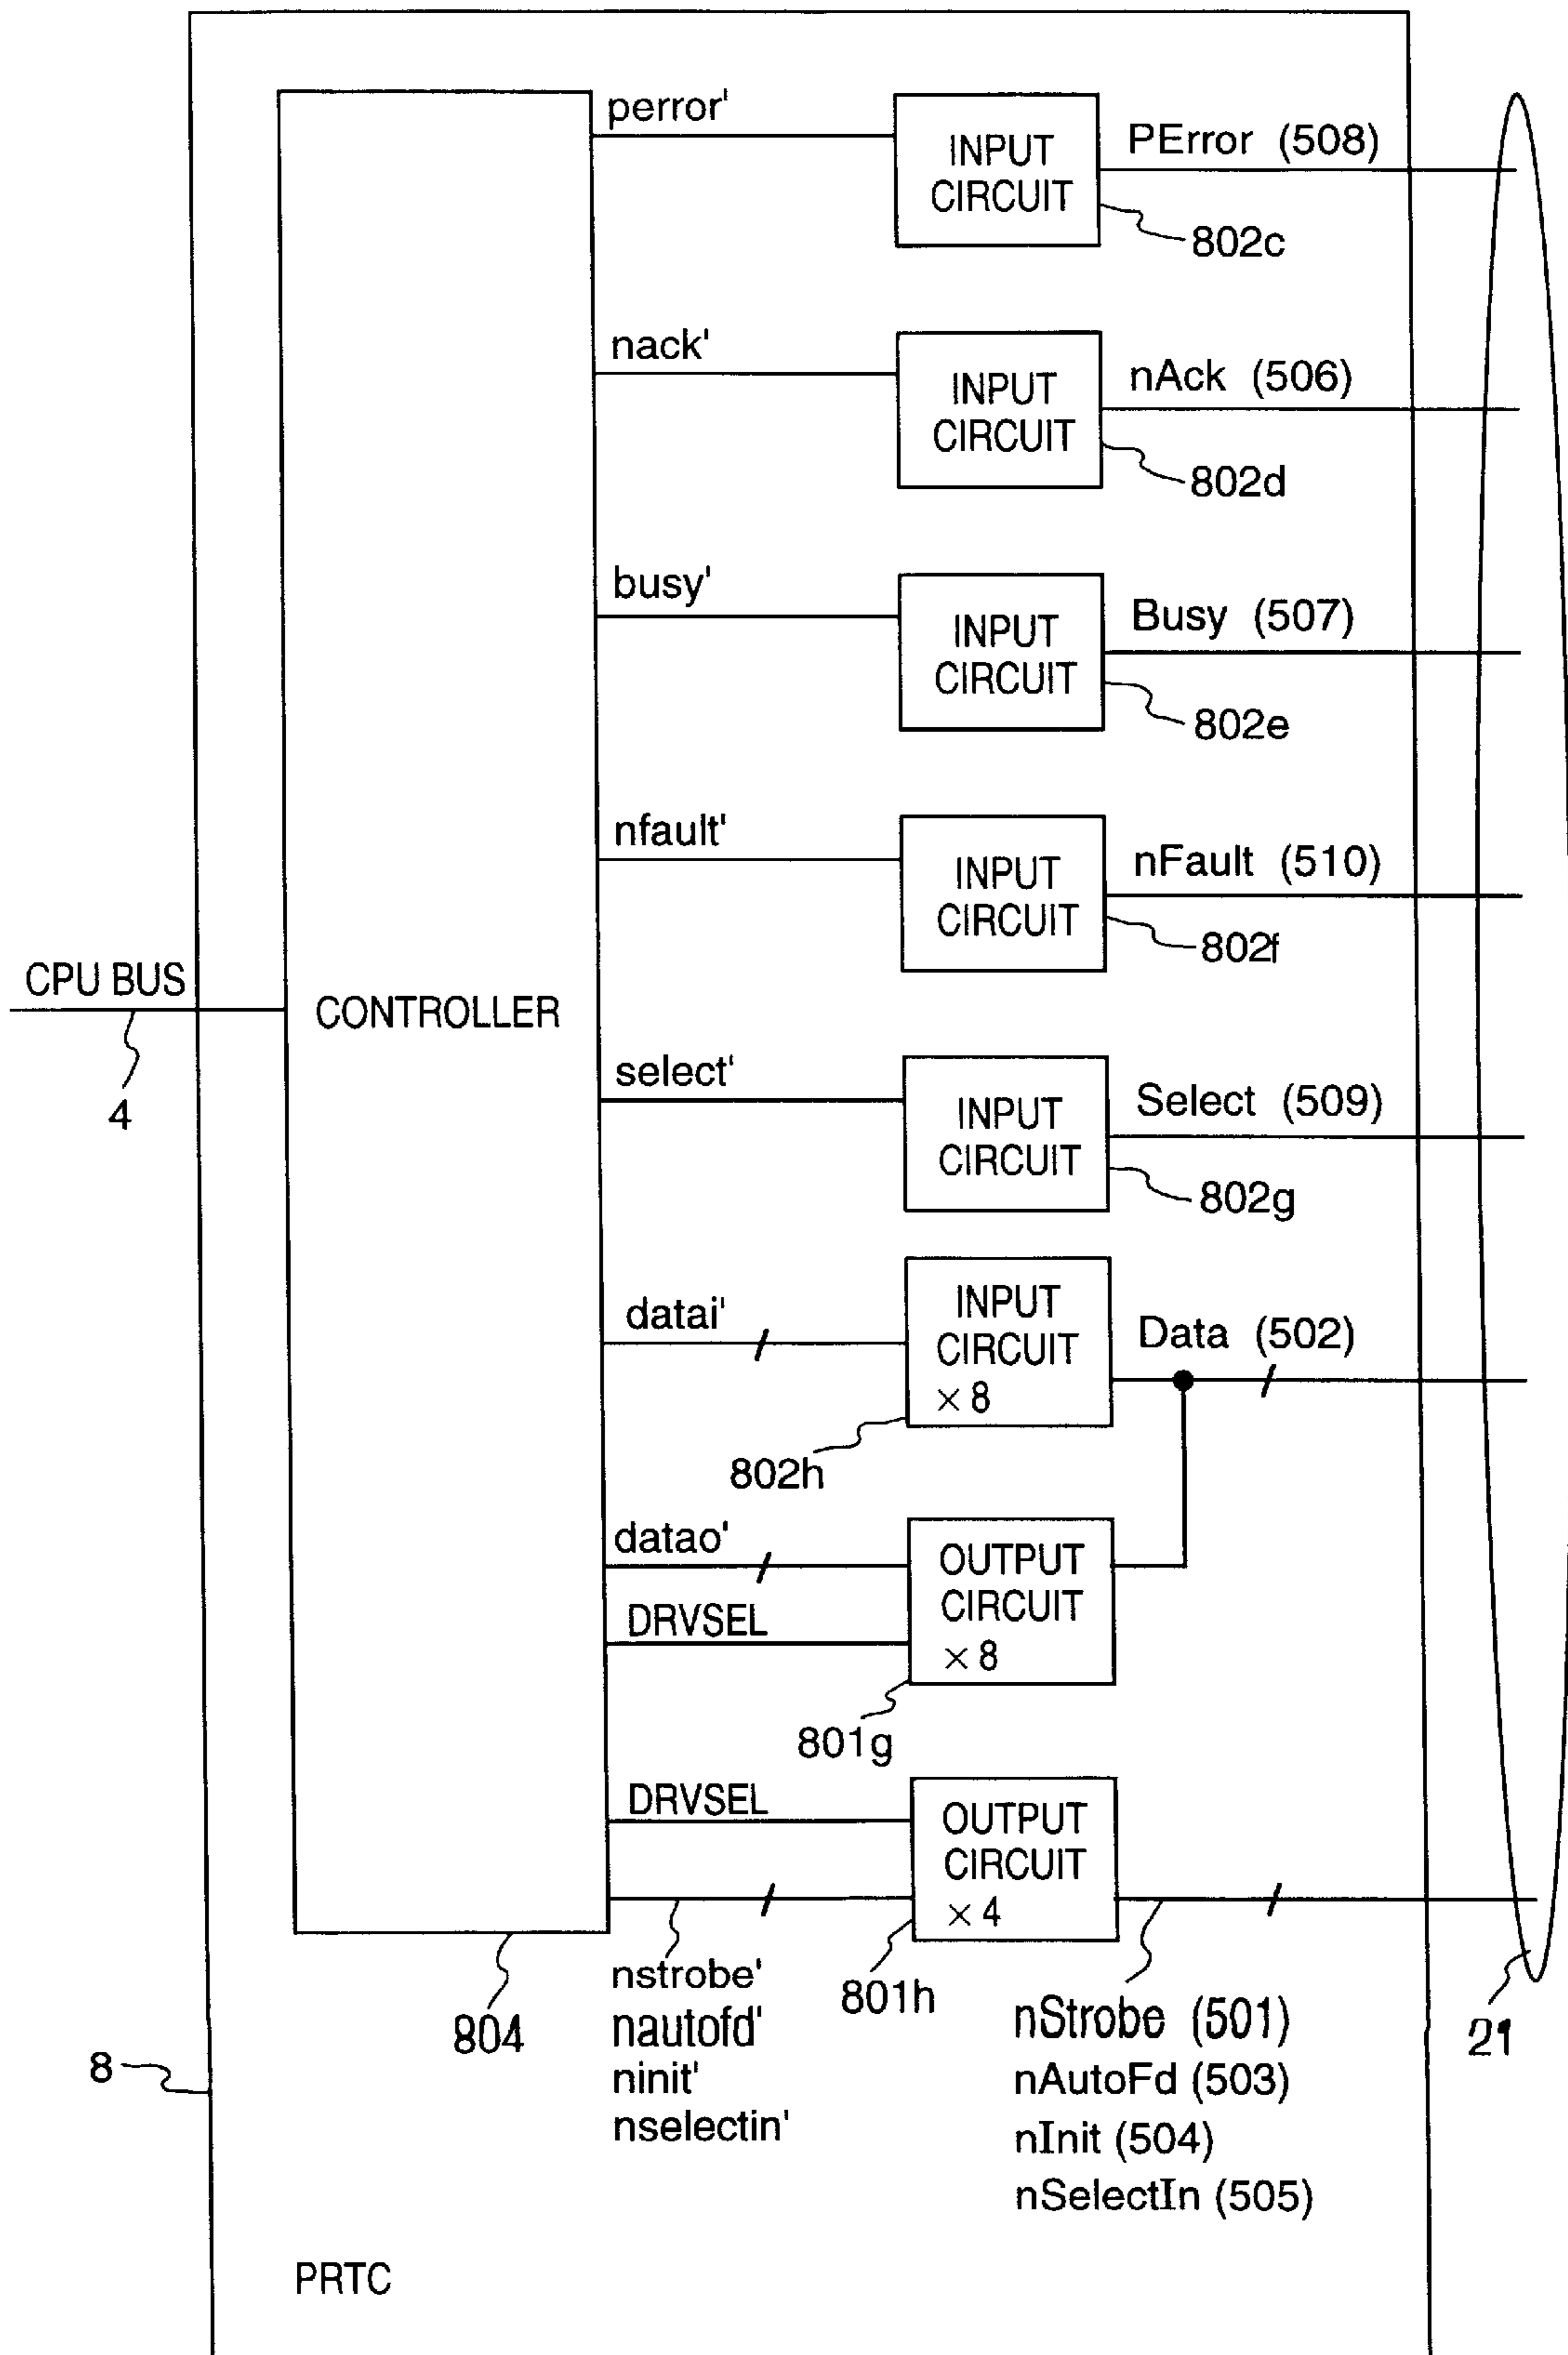 perror'
INPUT
CIRCUIT
PError (508)
802c
nack'
INPUT
CIRCUIT
nAck (506)
802d
busy'
INPUT
CIRCUIT
Busy (507)
802e
nfault'
INPUT
CIRCUIT
nFault (510)
802f
CPU BUS
4
CONTROLLER
select'
INPUT
CIRCUIT
Select (509)
802g
datai'
INPUT
CIRCUIT
× 8
Data (502)
802h
datao'
DRVSEL
OUTPUT
CIRCUIT
× 8
801g
DRVSEL
OUTPUT
CIRCUIT
× 4
801h
804
nstrobe'
nautofd'
ninit'
nselectin'
nStrobe (501)
nAutoFd (503)
nInit (504)
nSelectIn (505)
21
8
PRTC